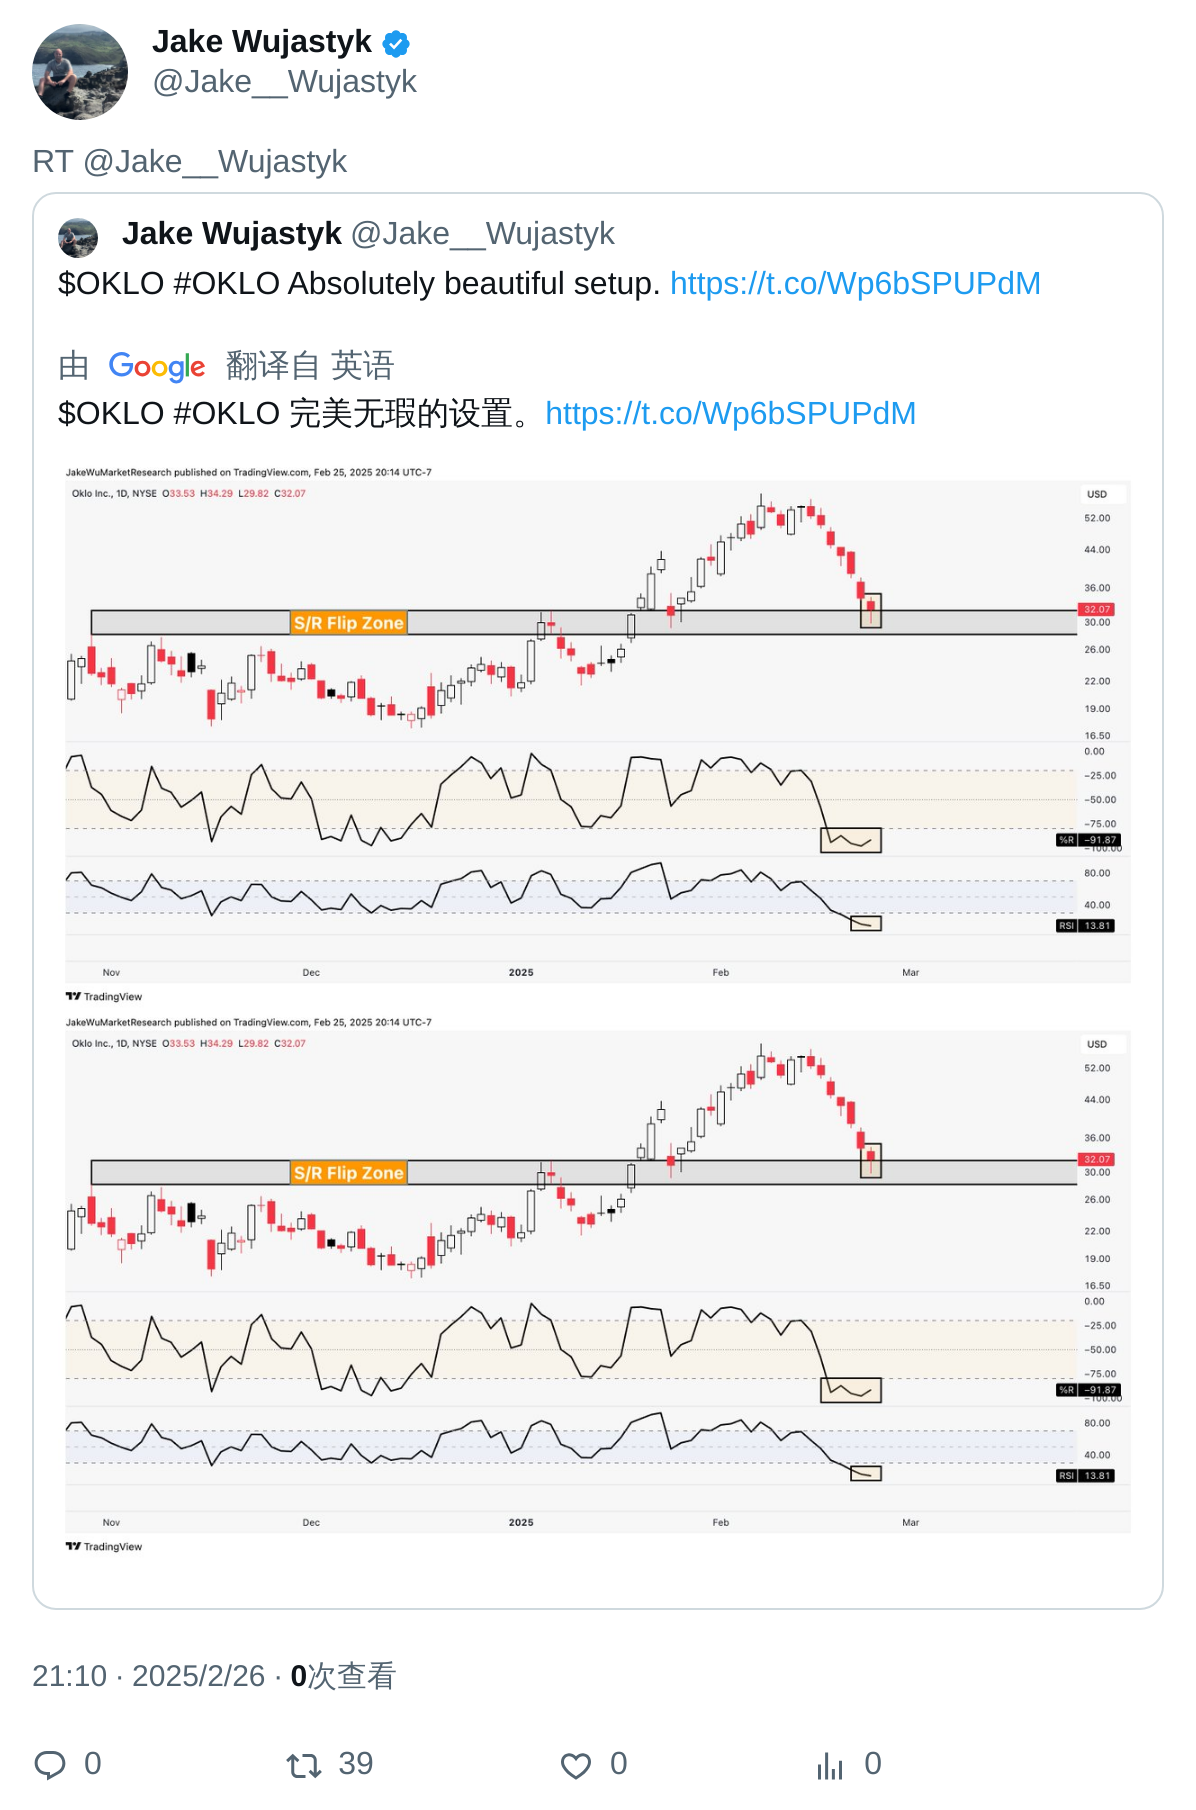 Jake Wujastyk
@Jake__Wujastyk
RT @Jake__Wujastyk
Jake Wujastyk @Jake__Wujastyk
$OKLO #OKLO Absolutely beautiful setup. https://t.co/Wp6bSPUPdM
由 Google 翻译自 英语
$OKLO #OKLO 完美无瑕的设置。https://t.co/Wp6bSPUPdM
JakeWuMarketResearch published on TradingView.com, Feb 25, 2025 20:14 UTC-7
Oklo Inc., 1D, NYSE O33.53 H34.29 L29.82 C32.07
USD
52.00
44.00
36.00
32.07
30.00
S/R Flip Zone
26.00
22.00
19.00
16.50
0.00
−25.00
−50.00
−75.00
%R −91.87
−100.00
80.00
40.00
RSI 13.81
Nov Dec 2025 Feb Mar
TradingView
JakeWuMarketResearch published on TradingView.com, Feb 25, 2025 20:14 UTC-7
Oklo Inc., 1D, NYSE O33.53 H34.29 L29.82 C32.07
USD
52.00
44.00
36.00
32.07
30.00
S/R Flip Zone
26.00
22.00
19.00
16.50
0.00
−25.00
−50.00
−75.00
%R −91.87
−100.00
80.00
40.00
RSI 13.81
Nov Dec 2025 Feb Mar
TradingView
21:10 · 2025/2/26 · 0次查看
0 39 0 0